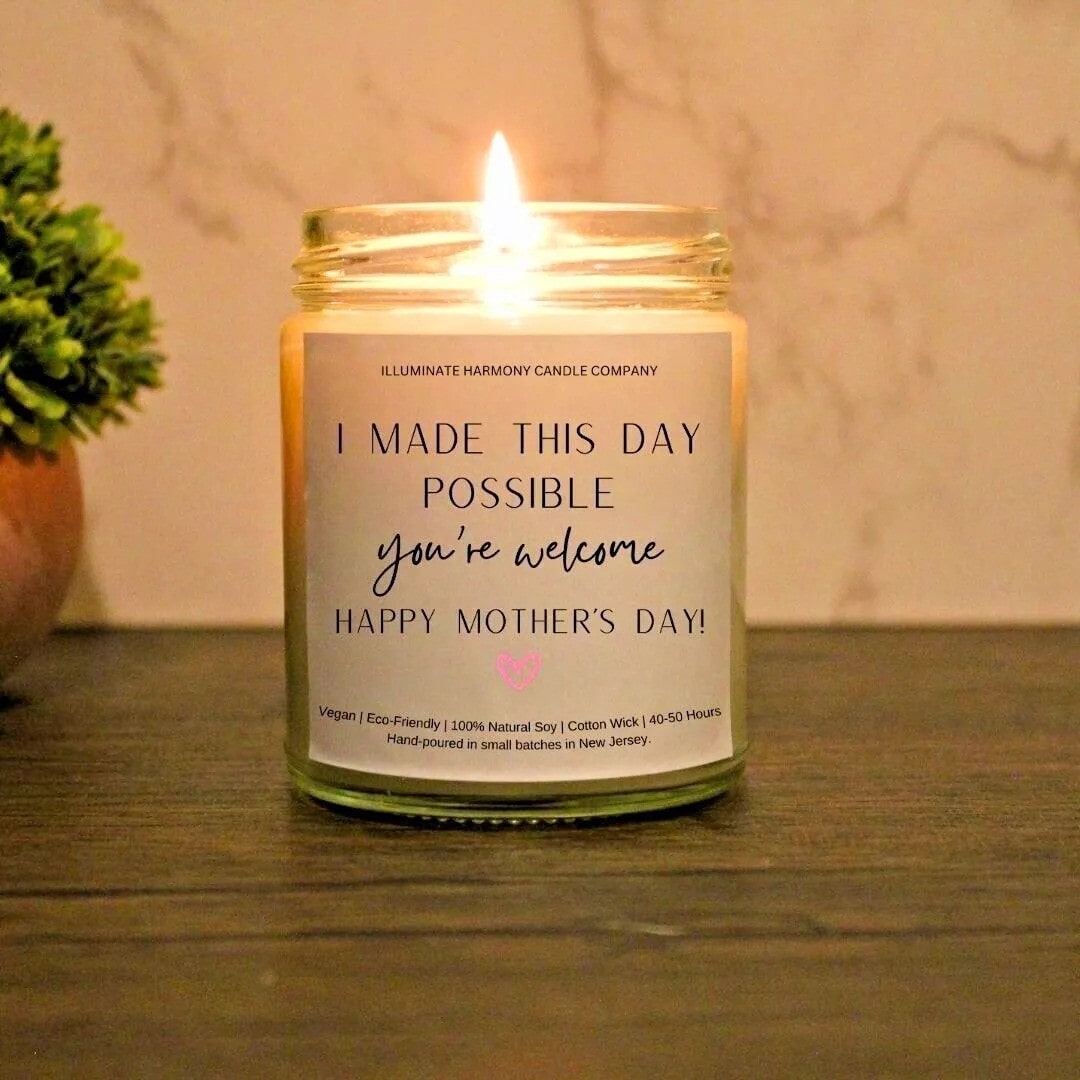 ILLUMINATE HARMONY CANDLE COMPANY
I MADE THIS DAY
POSSIBLE
you're welcome
HAPPY MOTHER'S DAY!
Vegan | Eco-Friendly | 100% Natural Soy | Cotton Wick | 40-50 Hours
Hand-poured in small batches in New Jersey.